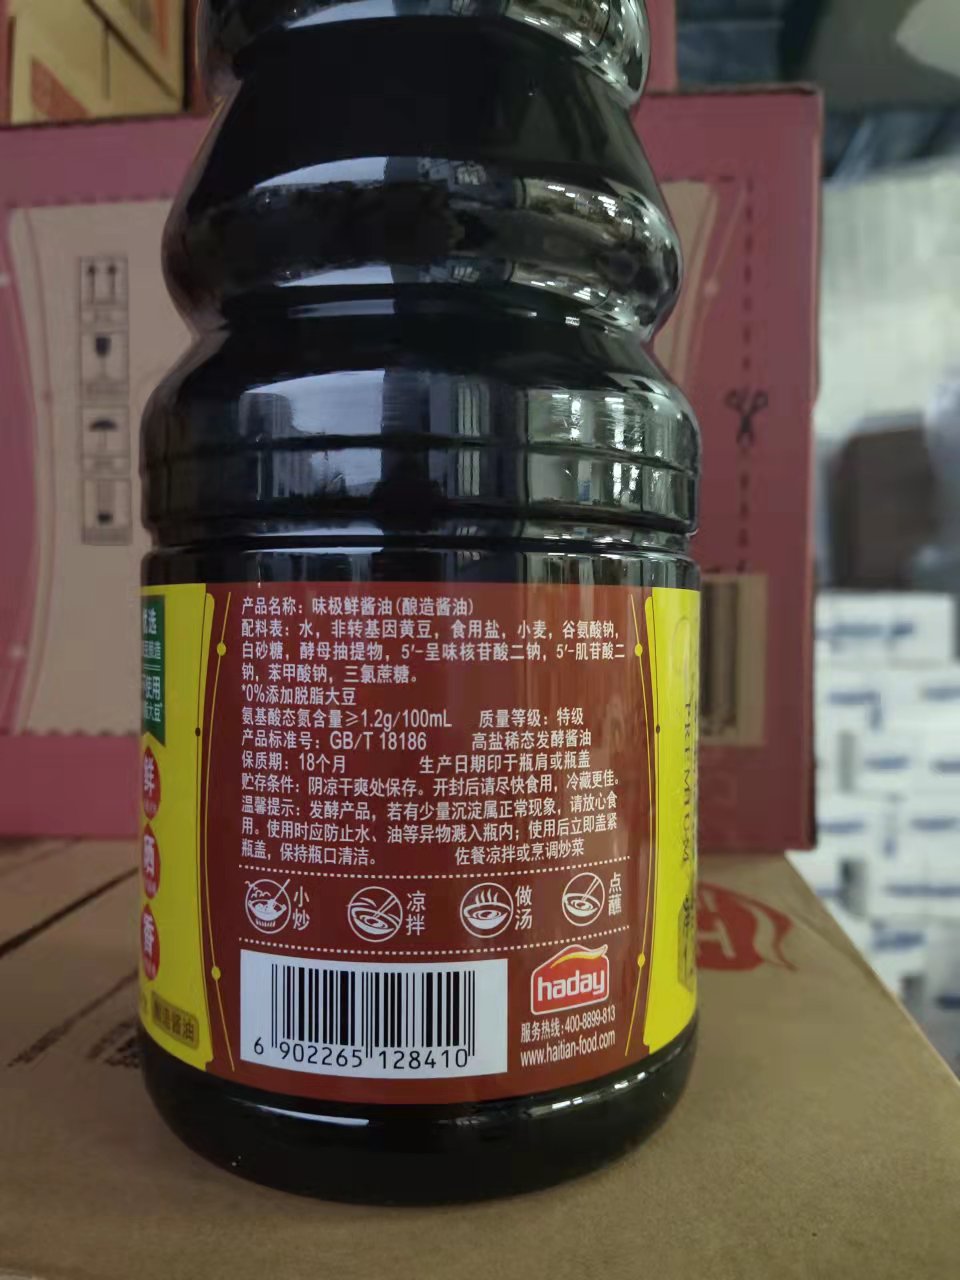 产品名称：味极鲜酱油(酿造酱油)
配料表：水，非转基因黄豆，食用盐，小麦，谷氨酸钠，
白砂糖，酵母抽提物，5′-呈味核苷酸二钠，5′-肌苷酸二
钠，苯甲酸钠，三氯蔗糖。
*0%添加脱脂大豆
氨基酸态氮含量≥1.2g/100mL 质量等级：特级
产品标准号：GB/T 18186 高盐稀态发酵酱油
保质期：18个月 生产日期印于瓶肩或瓶盖
贮存条件：阴凉干爽处保存。开封后请尽快食用，冷藏更佳。
温馨提示：发酵产品，若有少量沉淀属正常现象，请放心食
用。使用时应防止水、油等异物溅入瓶内；使用后立即盖紧
瓶盖，保持瓶口清洁。 佐餐凉拌或烹调炒菜
小炒
凉拌
做汤
点蘸
6 902265 128410
haday
服务热线：400-8899-813
www.haitian-food.com
优选
使用
大豆
鲜
晒
香
酱油
PREMIUM